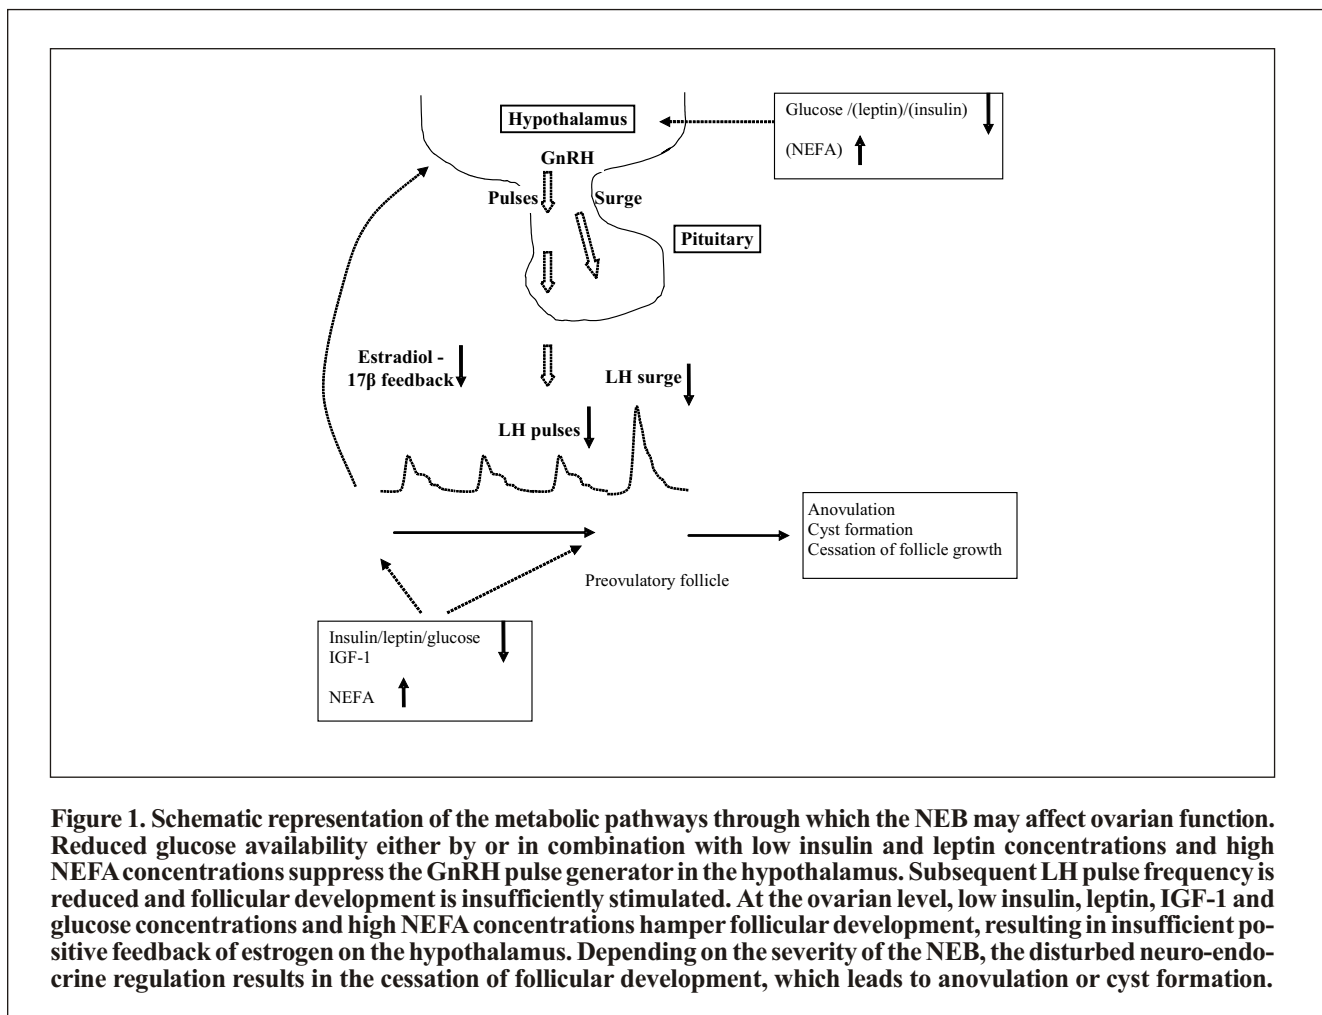 Hypothalamus
Glucose /(leptin)/(insulin)
(NEFA)
GnRH
Pulses
Surge
Pituitary
Estradiol -
17β feedback
LH surge
LH pulses
Anovulation
Cyst formation
Cessation of follicle growth
Preovulatory follicle
Insulin/leptin/glucose
IGF-1
NEFA
Figure 1. Schematic representation of the metabolic pathways through which the NEB may affect ovarian function.
Reduced glucose availability either by or in combination with low insulin and leptin concentrations and high
NEFA concentrations suppress the GnRH pulse generator in the hypothalamus. Subsequent LH pulse frequency is
reduced and follicular development is insufficiently stimulated. At the ovarian level, low insulin, leptin, IGF-1 and
glucose concentrations and high NEFA concentrations hamper follicular development, resulting in insufficient po-
sitive feedback of estrogen on the hypothalamus. Depending on the severity of the NEB, the disturbed neuro-endo-
crine regulation results in the cessation of follicular development, which leads to anovulation or cyst formation.